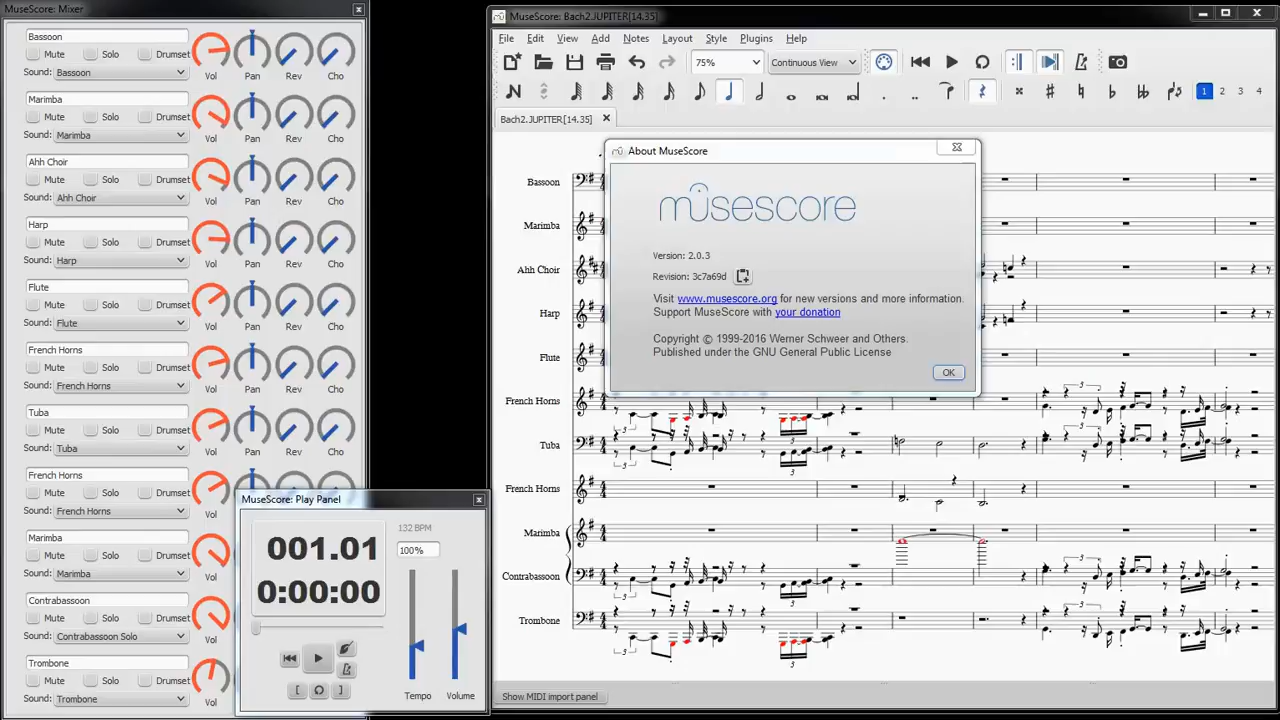 MuseScore: Mixer
Bassoon
Mute Solo Drumset
Sound: Bassoon
Vol Pan Rev Cho
Marimba
Mute Solo Drumset
Sound: Marimba
Vol Pan Rev Cho
Ahh Choir
Mute Solo Drumset
Sound: Ahh Choir
Vol Pan Rev Cho
Harp
Mute Solo Drumset
Sound: Harp
Vol Pan Rev Cho
Flute
Mute Solo Drumset
Sound: Flute
Vol Pan Rev Cho
French Horns
Mute Solo Drumset
Sound: French Horns
Vol Pan Rev Cho
Tuba
Mute Solo Drumset
Sound: Tuba
Vol Pan Rev Cho
French Horns
Mute Solo Drumset
Sound: French Horns
Vol
Marimba
Mute Solo Drumset
Sound: Marimba
Vol
Contrabassoon
Mute Solo Drumset
Sound: Contrabassoon Solo
Vol
Trombone
Mute Solo Drumset
Sound: Trombone
Vol
MuseScore: Play Panel
132 BPM
001.01
100%
0:00:00
Tempo Volume
MuseScore: Bach2.JUPITER[14.35]
File Edit View Add Notes Layout Style Plugins Help
75% Continuous View
N 1 2 3 4
Bach2.JUPITER[14.35]
Bassoon
Marimba
Ahh Choir
Harp
Flute
French Horns
Tuba
French Horns
Marimba
Contrabassoon
Trombone
About MuseScore
musescore
Version: 2.0.3
Revision: 3c7a69d
Visit www.musescore.org for new versions and more information.
Support MuseScore with your donation
Copyright © 1999-2016 Werner Schweer and Others.
Published under the GNU General Public License
OK
Show MIDI import panel